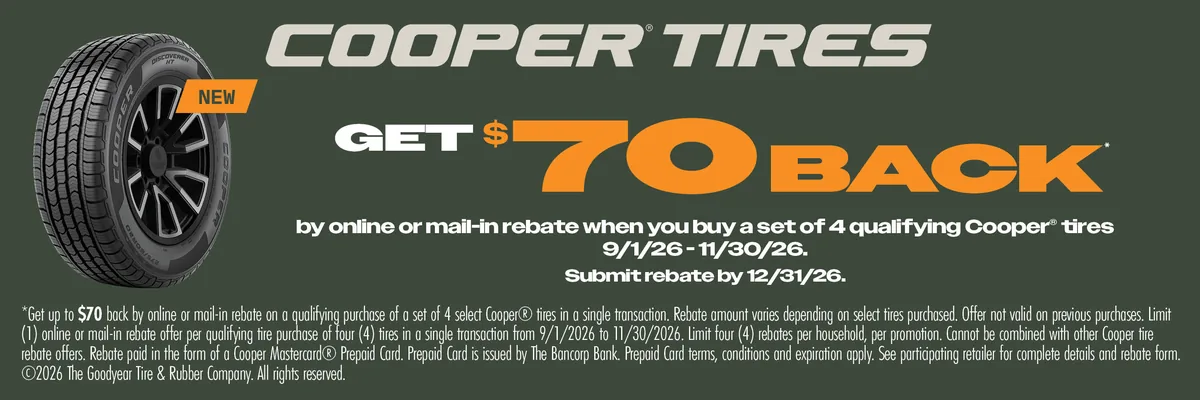 COOPER® TIRES
DISCOVERER
HT
COOPER
COOPER
NEW
GET $70 BACK*
by online or mail-in rebate when you buy a set of 4 qualifying Cooper® tires
9/1/26 - 11/30/26.
Submit rebate by 12/31/26.
*Get up to $70 back by online or mail-in rebate on a qualifying purchase of a set of 4 select Cooper® tires in a single transaction. Rebate amount varies depending on select tires purchased. Offer not valid on previous purchases. Limit
(1) online or mail-in rebate offer per qualifying tire purchase of four (4) tires in a single transaction from 9/1/2026 to 11/30/2026. Limit four (4) rebates per household, per promotion. Cannot be combined with other Cooper tire
rebate offers. Rebate paid in the form of a Cooper Mastercard® Prepaid Card. Prepaid Card is issued by The Bancorp Bank. Prepaid Card terms, conditions and expiration apply. See participating retailer for complete details and rebate form.
©2026 The Goodyear Tire & Rubber Company. All rights reserved.